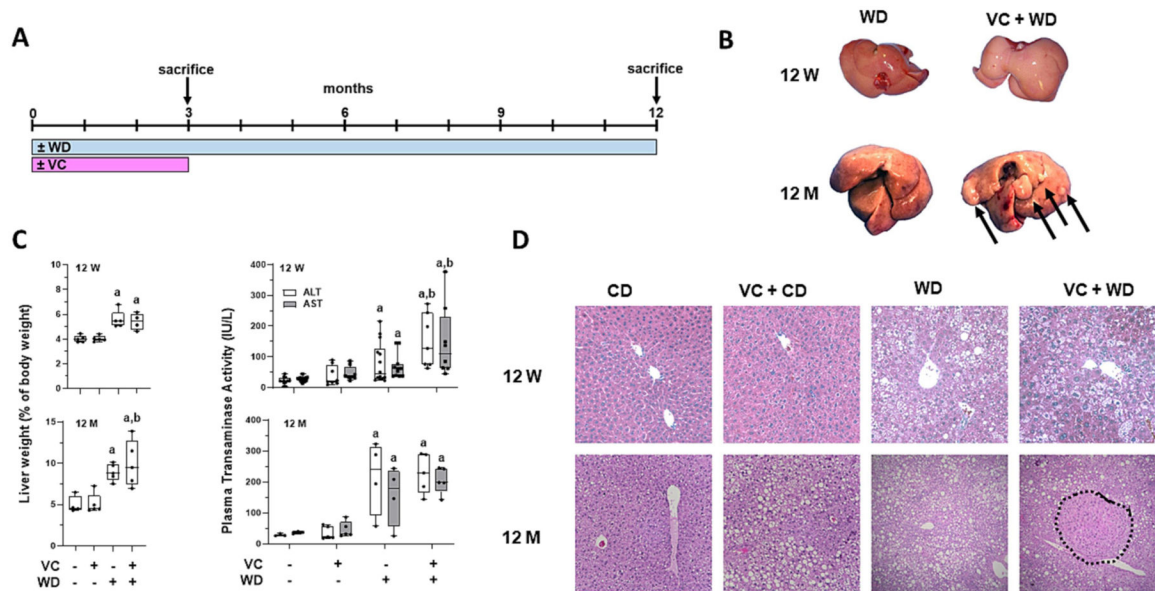 A
sacrifice
sacrifice
months
0 3 6 9 12
± WD
± VC
B
WD VC + WD
12 W
12 M
C
Liver weight (% of body weight)
12 W
10
8
6
4
2
0
a a
12 M
15
10
5
0
a a,b
Plasma Transaminase Activity (IU/L)
12 W
400
300
200
100
0
ALT
AST
a a a,b a,b
12 M
400
300
200
100
0
a a a a
VC - + - + - + - +
WD - - + + - - + +
D
CD VC + CD WD VC + WD
12 W
12 M